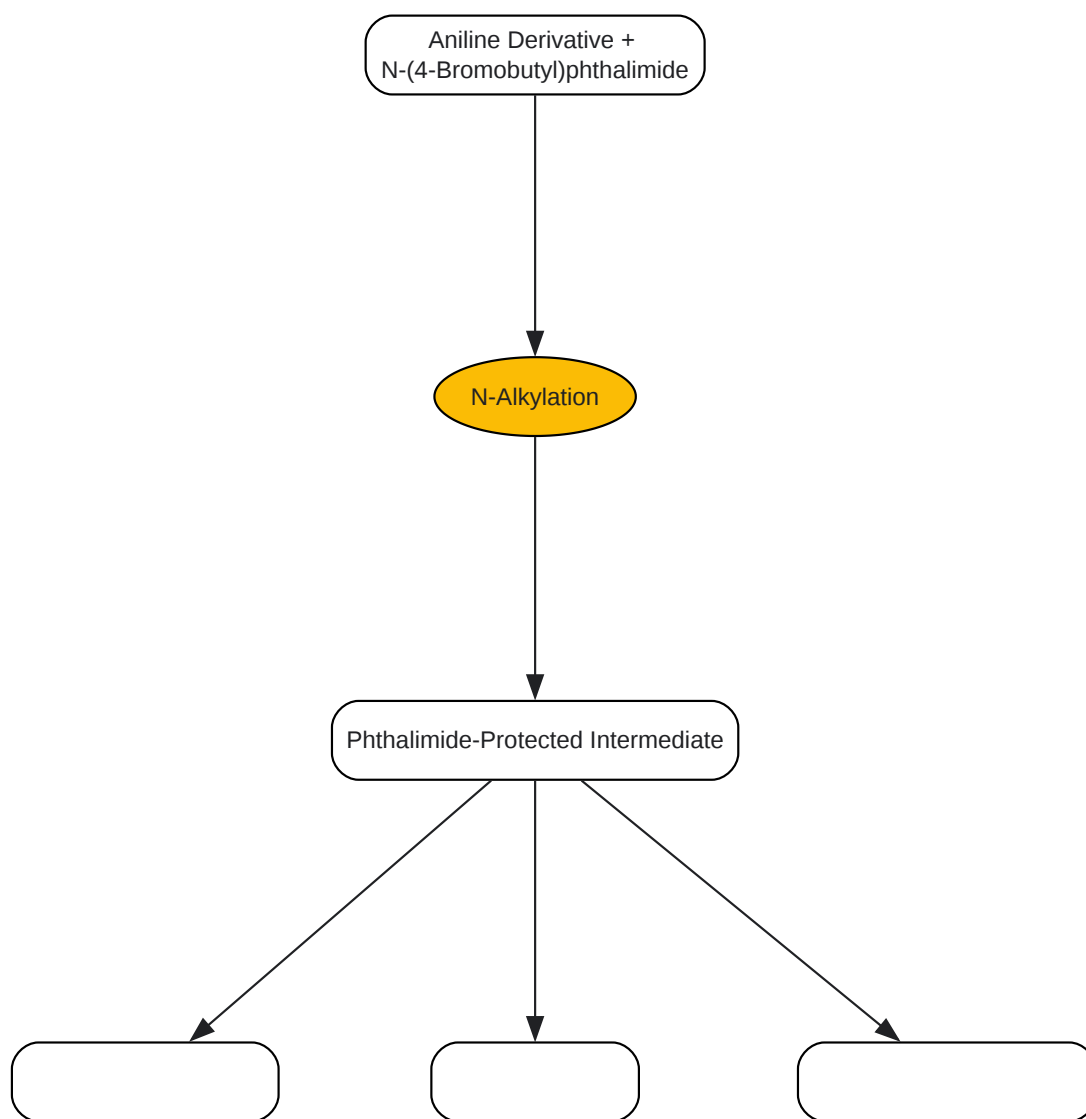 Aniline Derivative +
N-(4-Bromobutyl)phthalimide
N-Alkylation
Phthalimide-Protected Intermediate